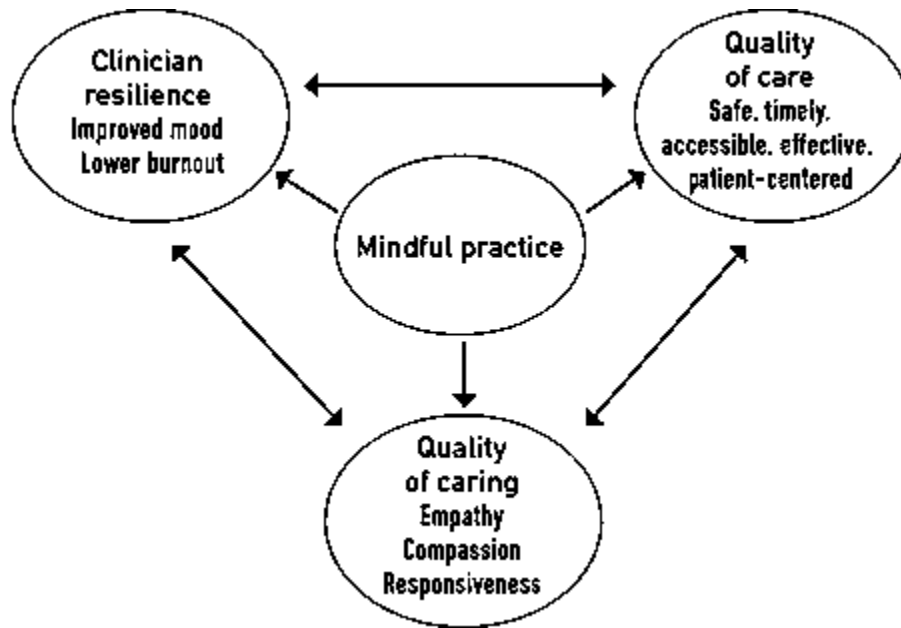 Clinician
resilience
Improved mood
Lower burnout
Quality
of care
Safe, timely,
accessible, effective,
patient-centered
Mindful practice
Quality
of caring
Empathy
Compassion
Responsiveness